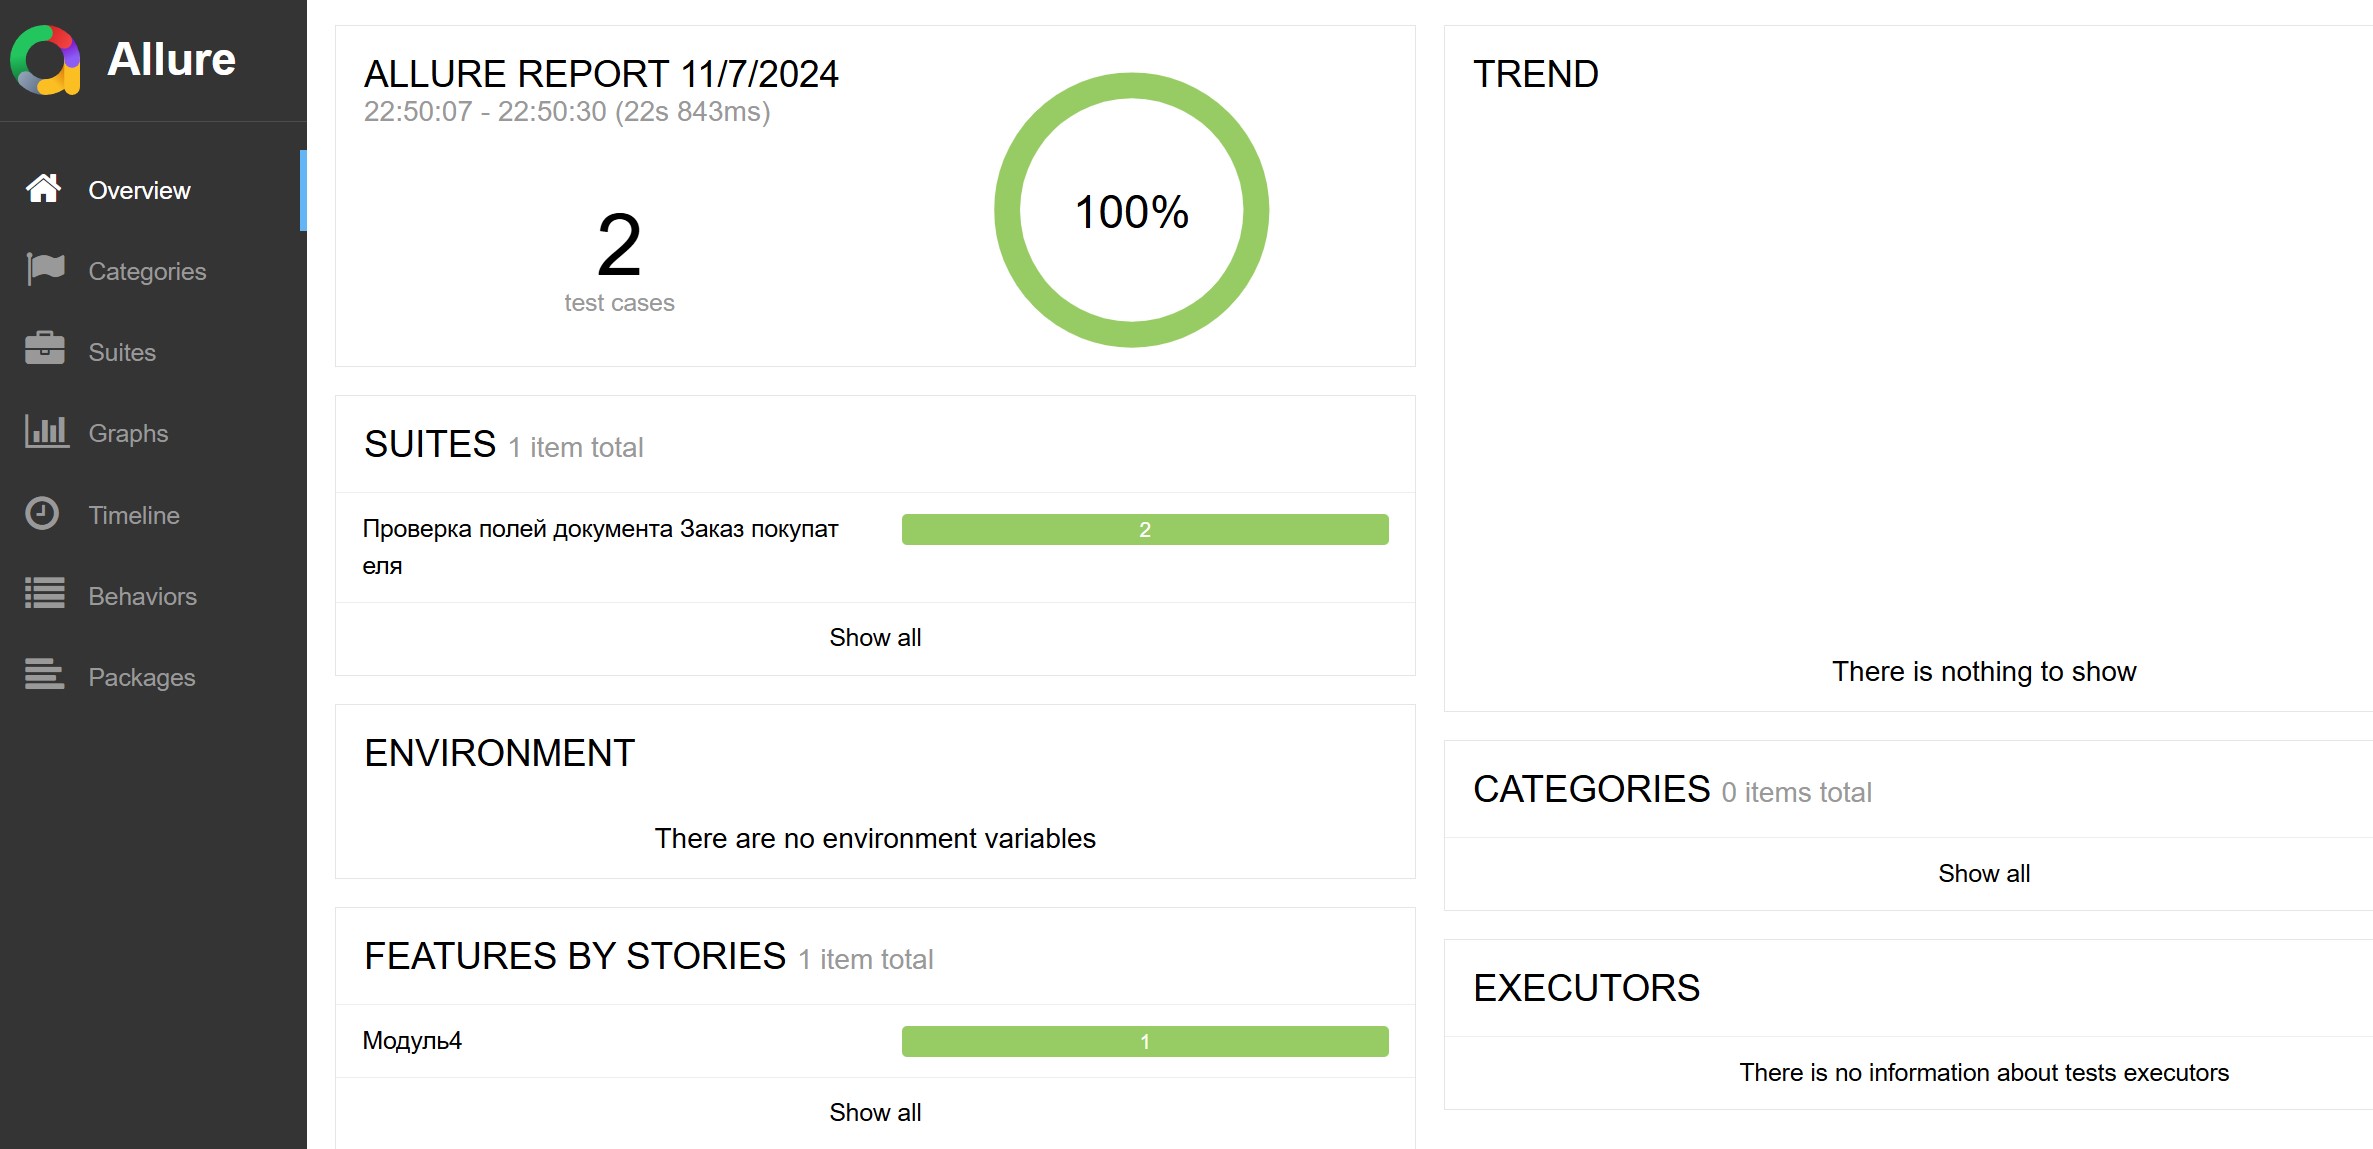 Allure
Overview
Categories
Suites
Graphs
Timeline
Behaviors
Packages
ALLURE REPORT 11/7/2024
22:50:07 - 22:50:30 (22s 843ms)
2
test cases
100%
SUITES 1 item total
Проверка полей документа Заказ покупат
еля
2
Show all
ENVIRONMENT
There are no environment variables
FEATURES BY STORIES 1 item total
Модуль4
1
Show all
TREND
There is nothing to show
CATEGORIES 0 items total
Show all
EXECUTORS
There is no information about tests executors